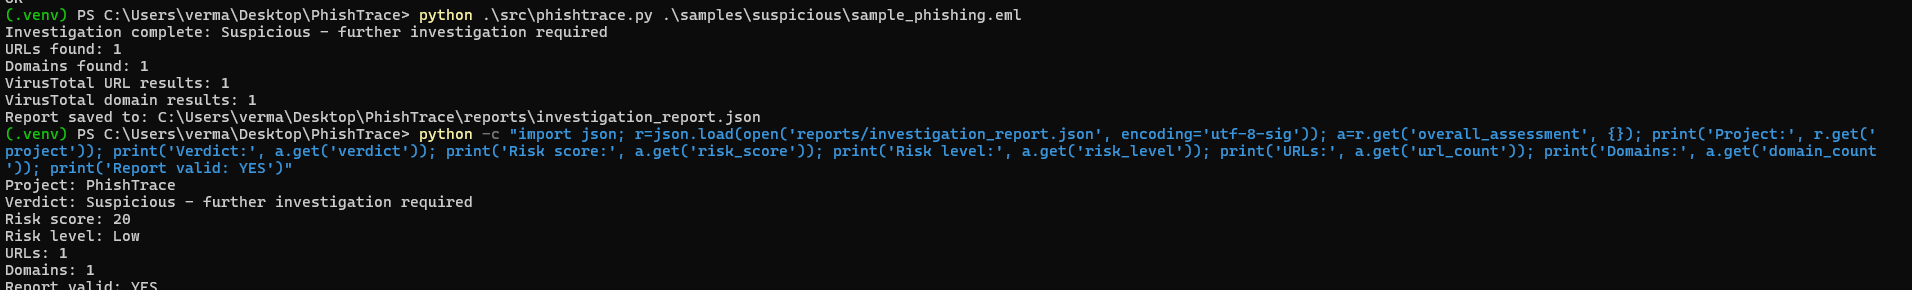 (.venv) PS C:\Users\verma\Desktop\PhishTrace> python .\src\phishtrace.py .\samples\suspicious\sample_phishing.eml
Investigation complete: Suspicious - further investigation required
URLs found: 1
Domains found: 1
VirusTotal URL results: 1
VirusTotal domain results: 1
Report saved to: C:\Users\verma\Desktop\PhishTrace\reports\investigation_report.json
(.venv) PS C:\Users\verma\Desktop\PhishTrace> python -c "import json; r=json.load(open('reports/investigation_report.json', encoding='utf-8-sig')); a=r.get('overall_assessment', {}); print('Project:', r.get('
project')); print('Verdict:', a.get('verdict')); print('Risk score:', a.get('risk_score')); print('Risk level:', a.get('risk_level')); print('URLs:', a.get('url_count')); print('Domains:', a.get('domain_count
')); print('Report valid: YES')"
Project: PhishTrace
Verdict: Suspicious - further investigation required
Risk score: 20
Risk level: Low
URLs: 1
Domains: 1
Report valid: YES